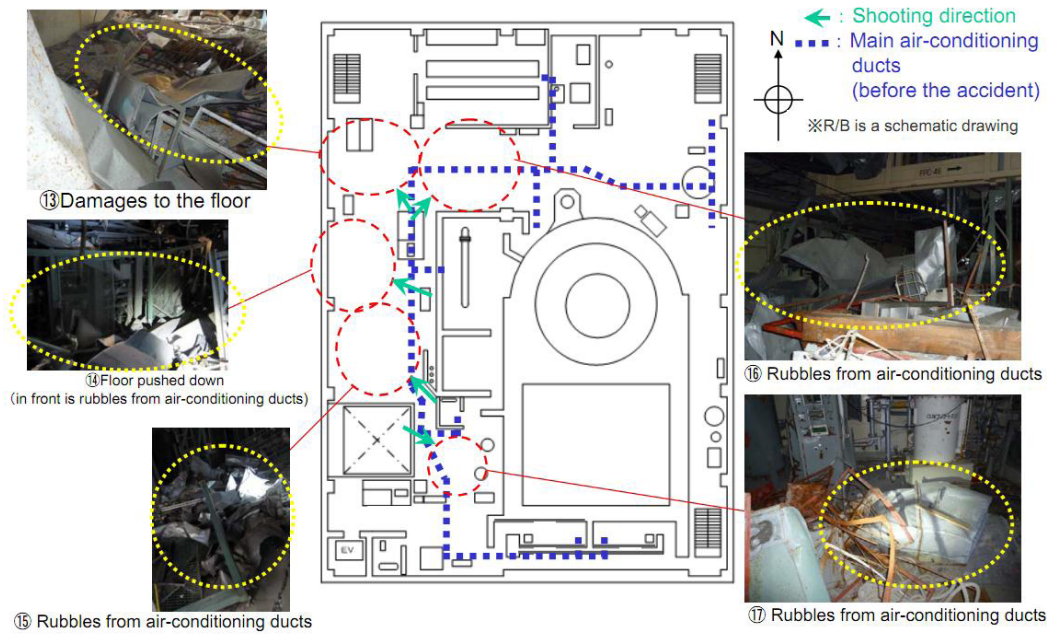 : Shooting direction
N
: Main air-conditioning
ducts
(before the accident)
※R/B is a schematic drawing
⑬Damages to the floor
⑭Floor pushed down
(in front is rubbles from air-conditioning ducts)
⑮ Rubbles from air-conditioning ducts
EV
⑯ Rubbles from air-conditioning ducts
⑰ Rubbles from air-conditioning ducts